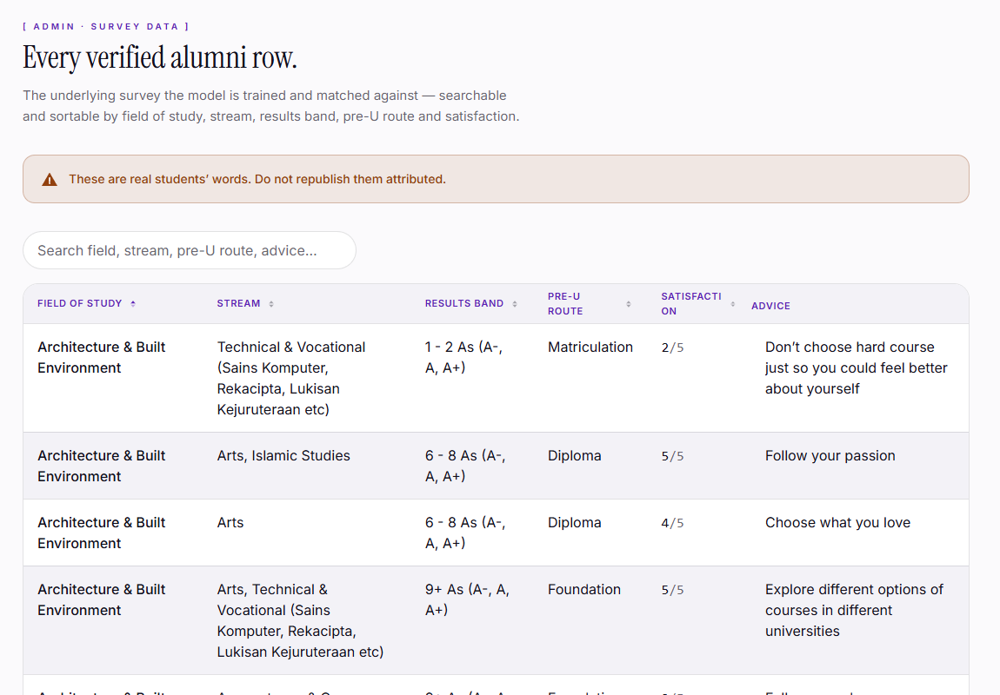 [ ADMIN · SURVEY DATA ]
Every verified alumni row.
The underlying survey the model is trained and matched against — searchable
and sortable by field of study, stream, results band, pre-U route and satisfaction.
These are real students’ words. Do not republish them attributed.
Search field, stream, pre-U route, advice...
FIELD OF STUDY STREAM RESULTS BAND PRE-U ROUTE SATISFACTI ON ADVICE
Architecture & Built Technical & Vocational 1 - 2 As (A-, Matriculation 2/5 Don’t choose hard course
Environment (Sains Komputer, A, A+) just so you could feel better
Rekacipta, Lukisan about yourself
Kejuruteraan etc)
Architecture & Built Arts, Islamic Studies 6 - 8 As (A-, Diploma 5/5 Follow your passion
Environment A, A+)
Architecture & Built Arts 6 - 8 As (A-, Diploma 4/5 Choose what you love
Environment A, A+)
Architecture & Built Arts, Technical & 9+ As (A-, A, Foundation 5/5 Explore different options of
Environment Vocational (Sains A+) courses in different
Komputer, Rekacipta, universities
Lukisan Kejuruteraan etc)